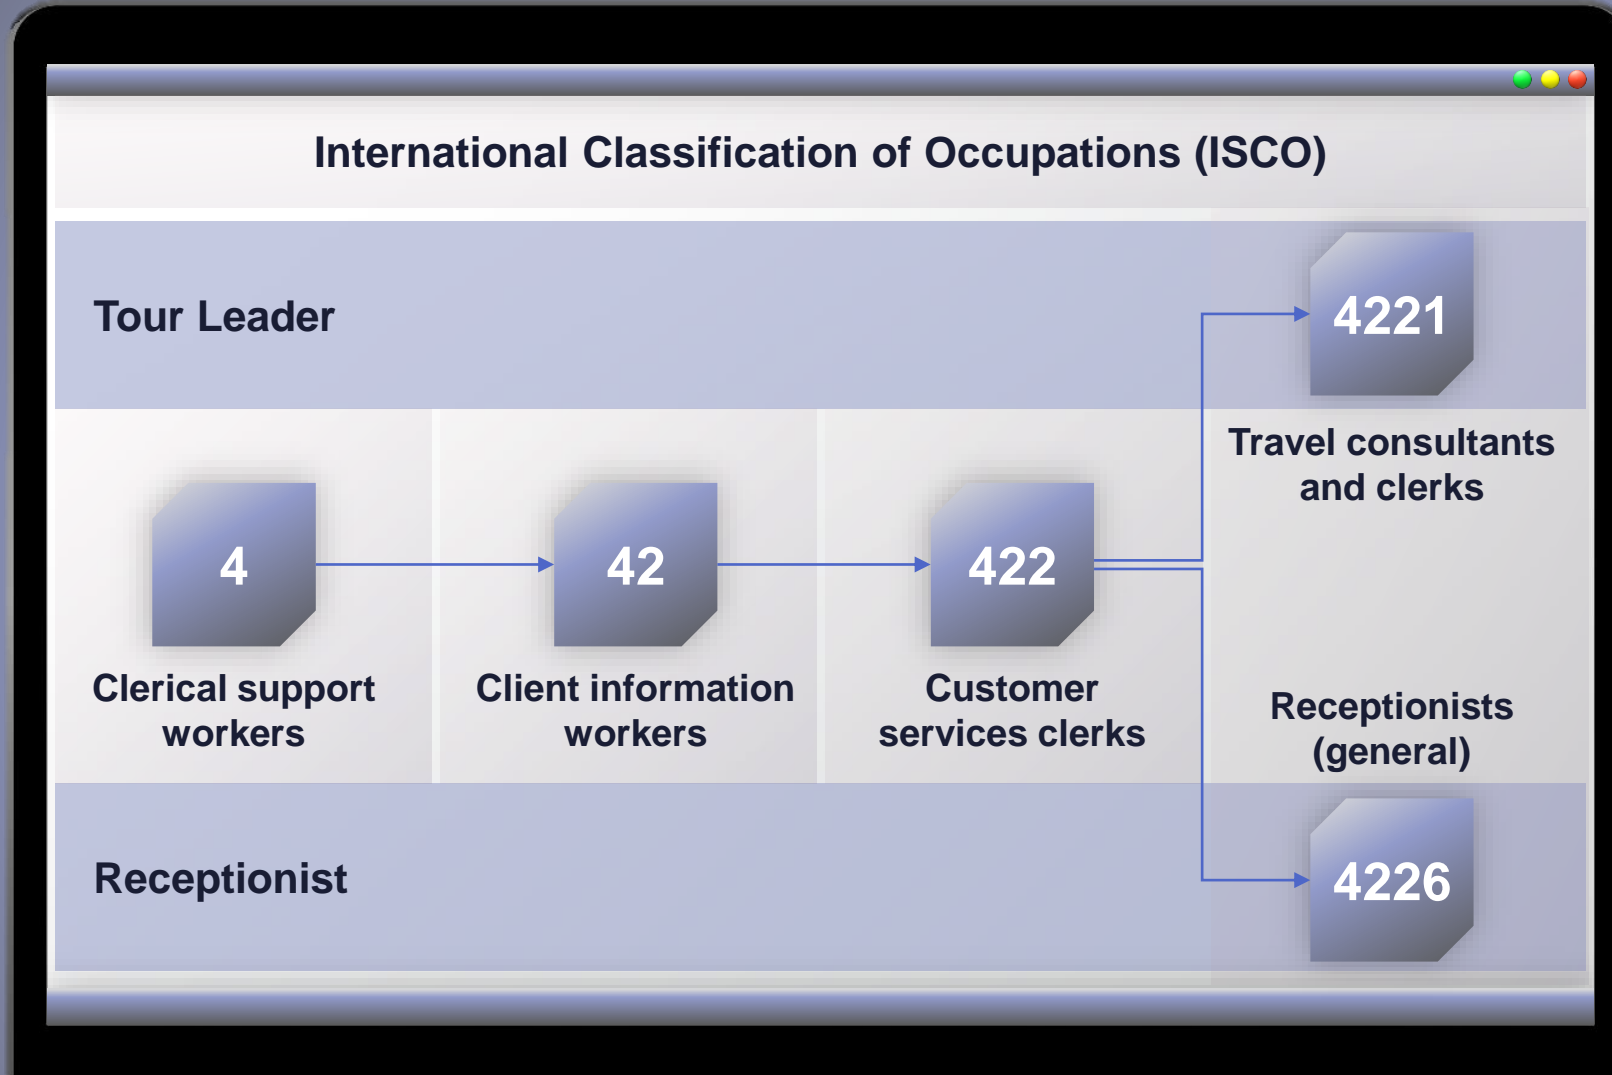 International Classification of Occupations (ISCO)
Tour Leader
4221
Travel consultants
and clerks
4
Clerical support
workers
42
Client information
workers
422
Customer
services clerks
Receptionists
(general)
Receptionist
4226